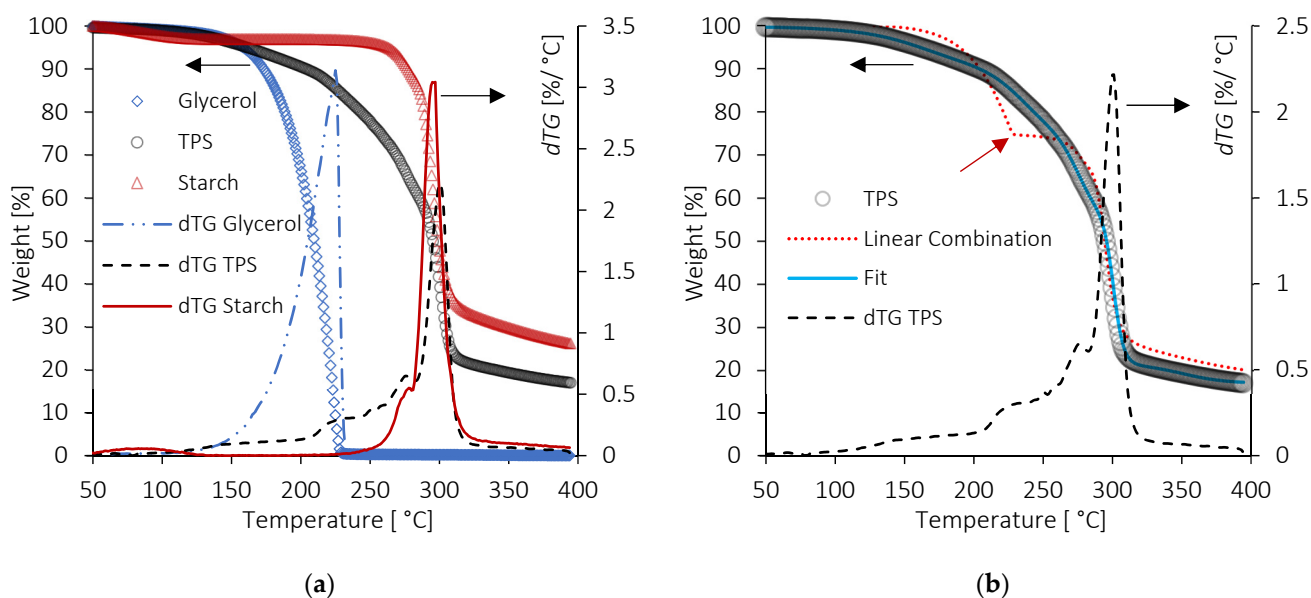 100
90
80
70
60
50
40
30
20
10
0
Weight [%]
Glycerol
TPS
Starch
dTG Glycerol
dTG TPS
dTG Starch
3.5
3
2.5
2
1.5
1
0.5
0
dTG [%/ °C]
50 100 150 200 250 300 350 400
Temperature [ °C]
(a)
100
90
80
70
60
50
40
30
20
10
0
Weight [%]
TPS
Linear Combination
Fit
dTG TPS
2.5
2
1.5
1
0.5
0
dTG [%/ °C]
50 100 150 200 250 300 350 400
Temperature [ °C]
(b)